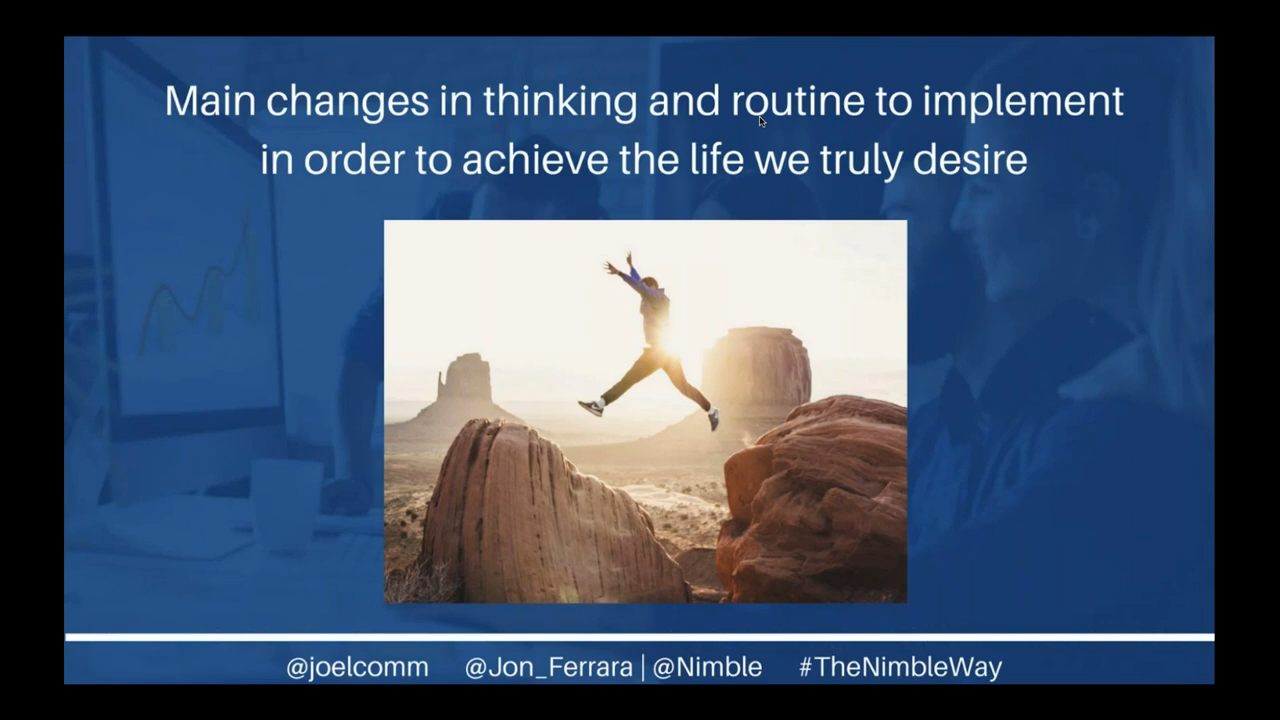 Main changes in thinking and routine to implement
in order to achieve the life we truly desire
@joelcomm @Jon_Ferrara | @Nimble #TheNimbleWay